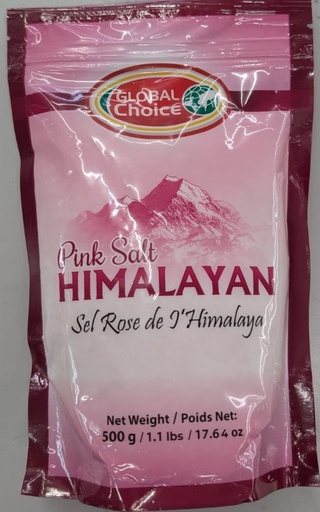 GLOBAL
Choice
Pink Salt
HIMALAYAN
Sel Rose de I'Himalaya
Net Weight / Poids Net:
500 g / 1.1 lbs / 17.64 oz